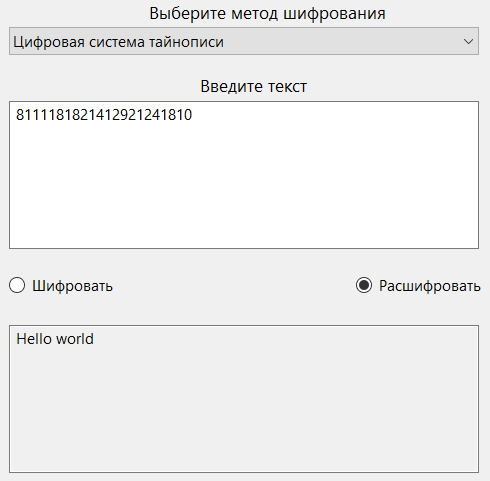 Выберите метод шифрования
Цифровая система тайнописи
Введите текст
8111181821412921241810
Шифровать
Расшифровать
Hello world